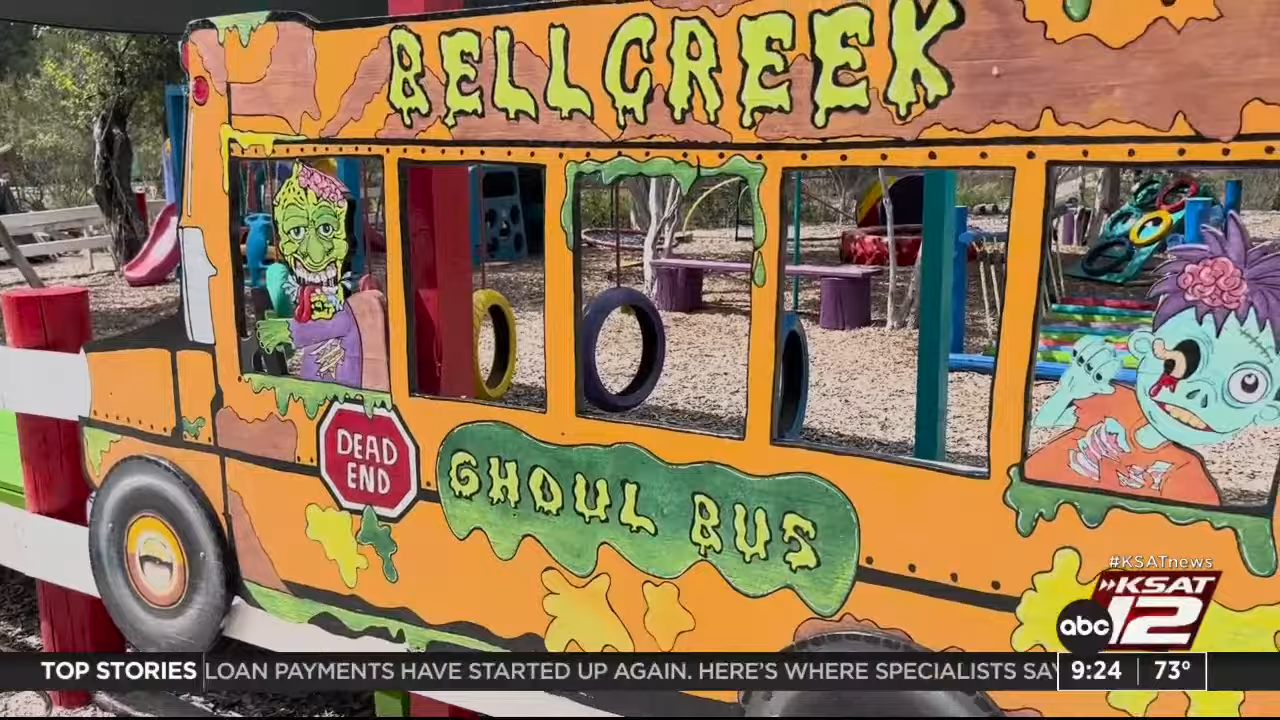 BELLCREEK
DEAD
END
GHOUL BUS
#KSATnews
KSAT
abc 12
TOP STORIES LOAN PAYMENTS HAVE STARTED UP AGAIN. HERE'S WHERE SPECIALISTS SAY 9:24 73°